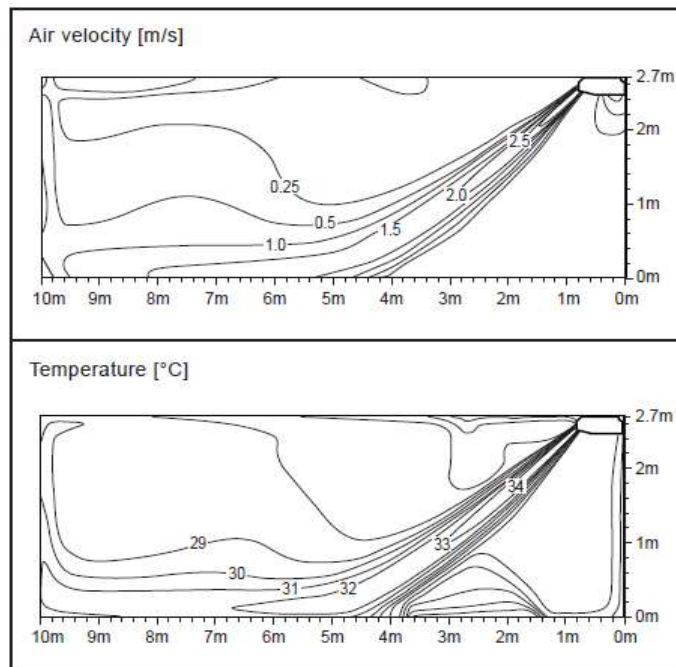 Air velocity [m/s]
2.7m
2m
2.5
0.25
2.0
1m
0.5
1.5
1.0
0m
10m 9m 8m 7m 6m 5m 4m 3m 2m 1m 0m
Temperature [°C]
2.7m
2m
34
29
33
1m
30
31
32
0m
10m 9m 8m 7m 6m 5m 4m 3m 2m 1m 0m